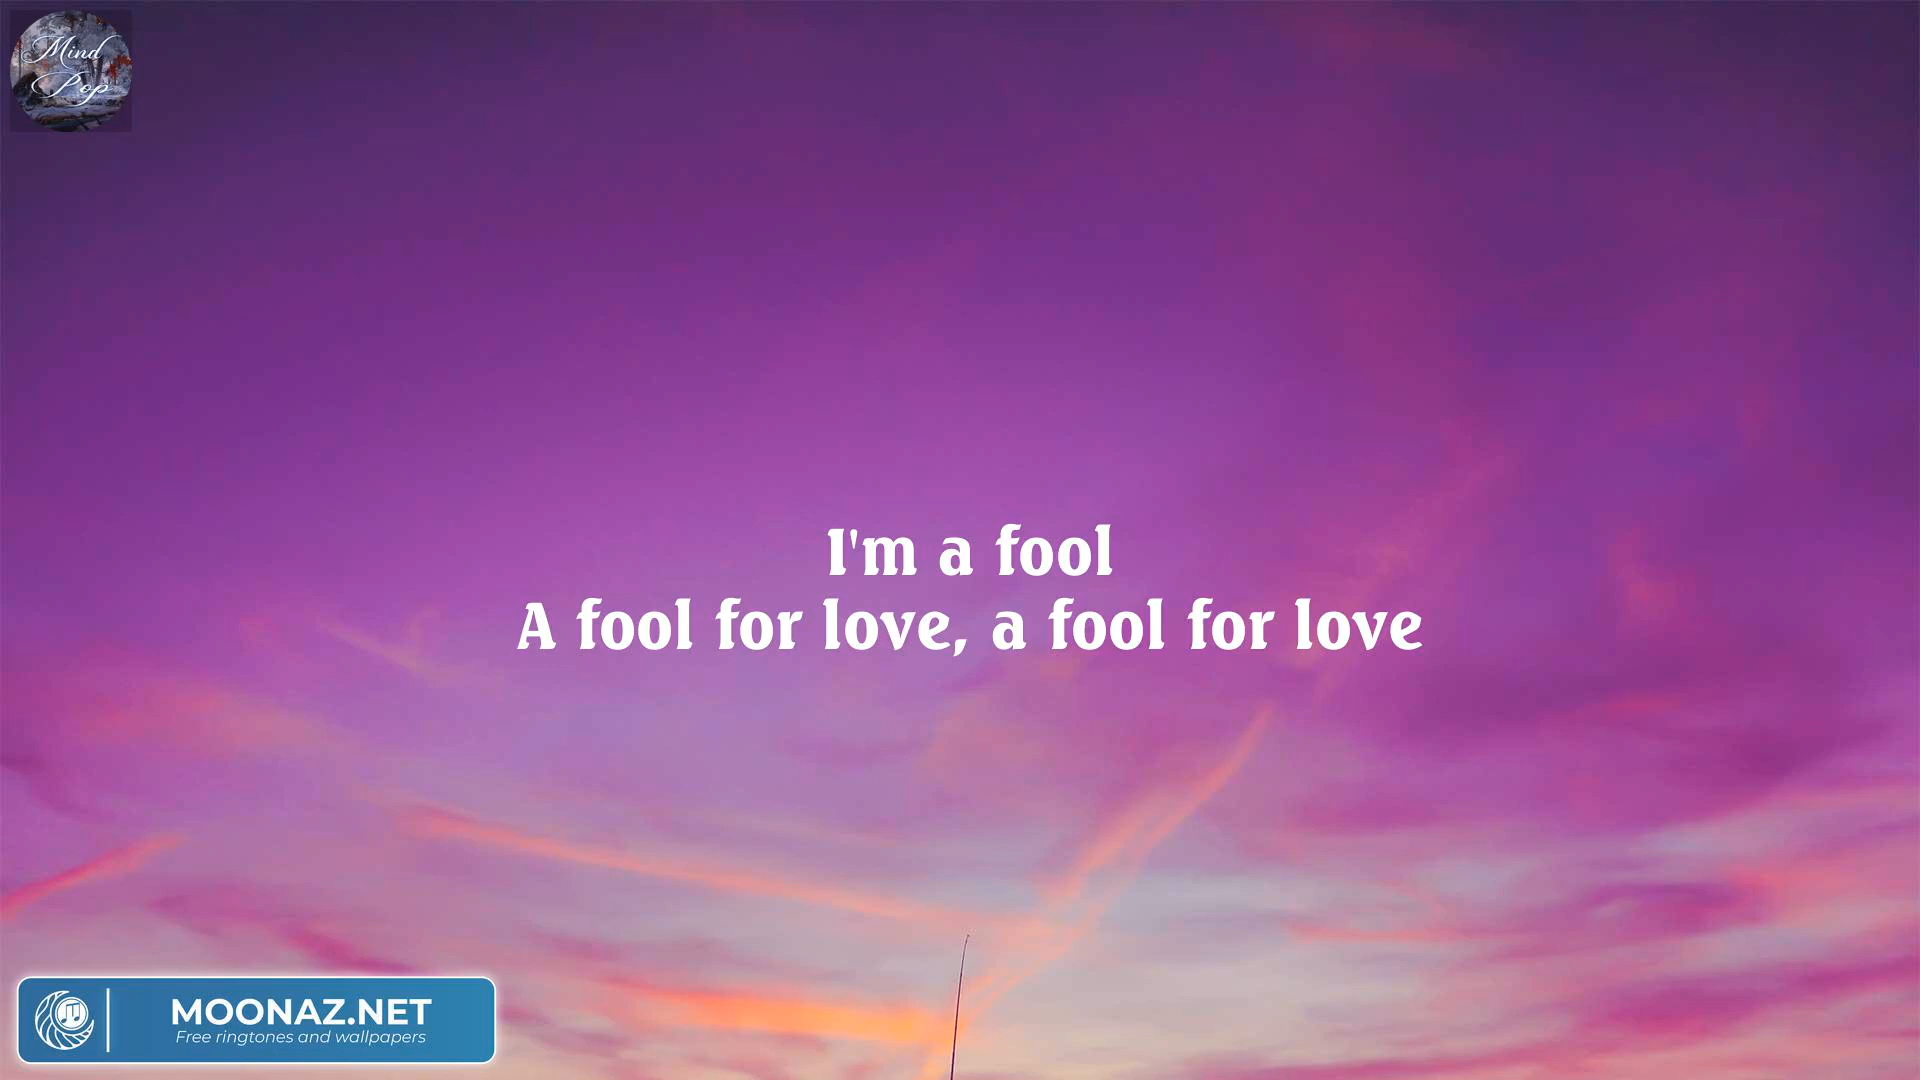 Mind
Pop
I'm a fool
A fool for love, a fool for love
MOONAZ.NET
Free ringtones and wallpapers